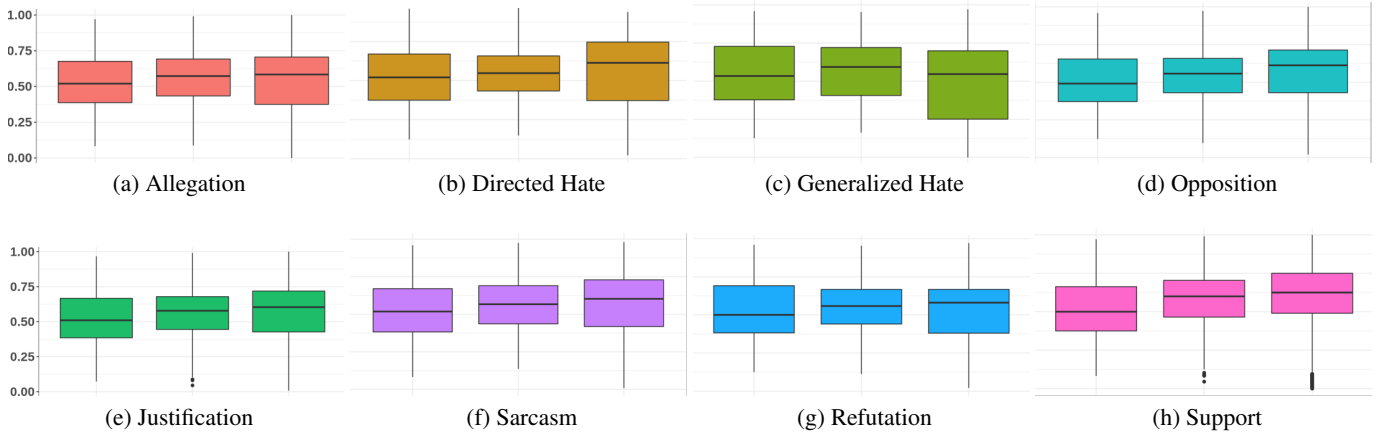 1.00
0.75
0.50
0.25
0.00
(a) Allegation
(b) Directed Hate
(c) Generalized Hate
(d) Opposition
1.00
0.75
0.50
0.25
0.00
(e) Justification
(f) Sarcasm
(g) Refutation
(h) Support